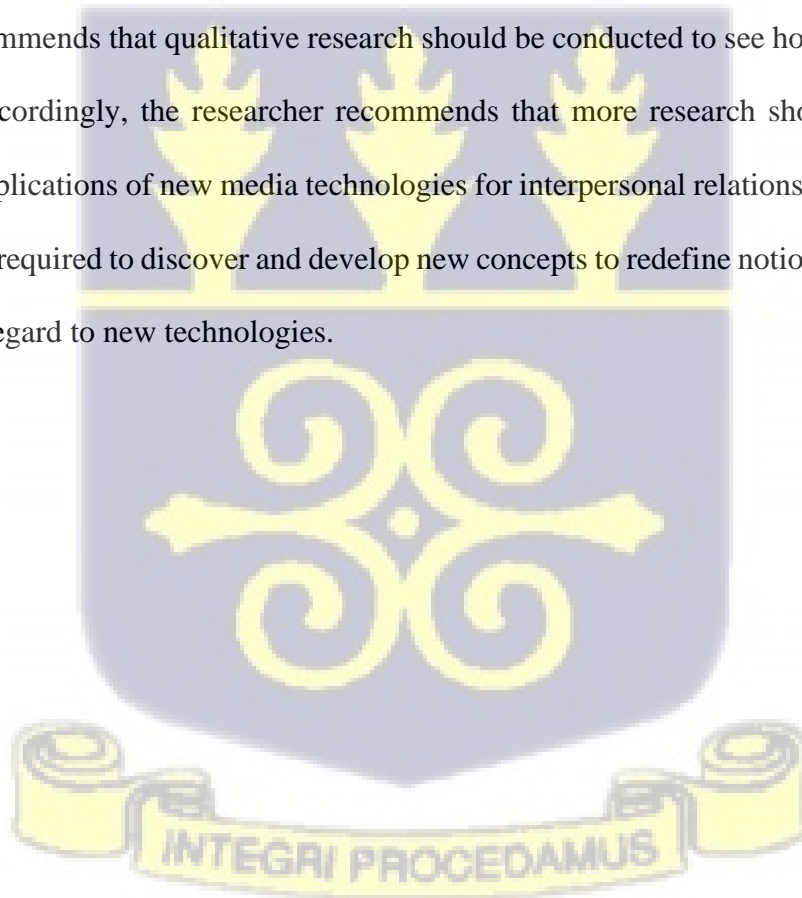 mmends that qualitative research should be conducted to see ho
cordingly, the researcher recommends that more research sho
plications of new media technologies for interpersonal relations
required to discover and develop new concepts to redefine notio
egard to new technologies.
INTEGRI PROCEDAMUS